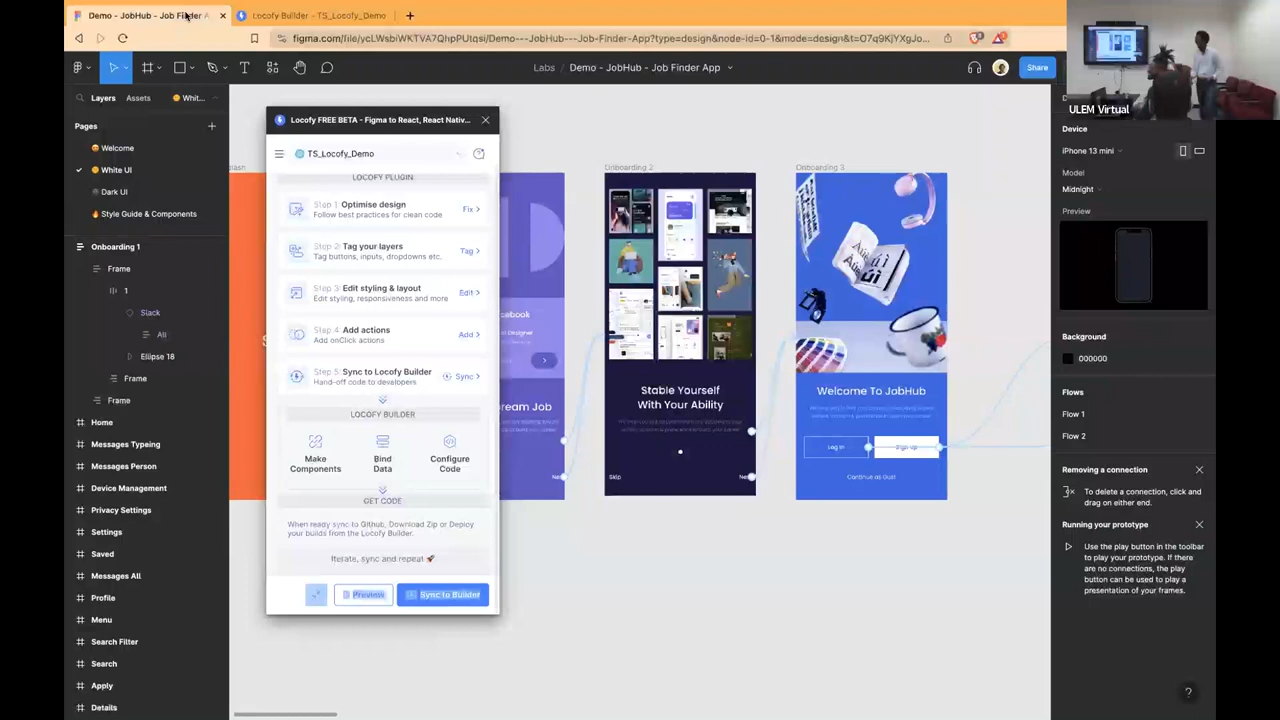 Demo - JobHub - Job Finder A
Locofy Builder - TS_Locofy_Demo
figma.com/file/ycLWsbiWKTVA7QhpPUtqsi/Demo---JobHub---Job-Finder-App?type=design&node-id=0-1&mode=design&t=O7q9KjYXgJo...
Labs / Demo - JobHub - Job Finder App
Share
ULEM Virtual
Layers
Assets
Whit...
Pages
Welcome
White UI
Dark UI
Style Guide & Components
Onboarding 1
Frame
1
Slack
All
Ellipse 18
Frame
Frame
Home
Messages Typeing
Messages Person
Device Management
Privacy Settings
Settings
Saved
Messages All
Profile
Menu
Search Filter
Search
Apply
Details
Locofy FREE BETA - Figma to React, React Nativ...
TS_Locofy_Demo
LOCOFY PLUGIN
Step 1: Optimise design
Follow best practices for clean code
Fix >
Step 2: Tag your layers
Tag buttons, inputs, dropdowns etc.
Tag >
Step 3: Edit styling & layout
Edit styling, responsiveness and more
Edit >
Step 4: Add actions
Add onClick actions
Add >
Step 5: Sync to Locofy Builder
Hand-off code to developers
Sync >
LOCOFY BUILDER
Make Components
Bind Data
Configure Code
GET CODE
When ready sync to Github, Download Zip or Deploy
your builds from the Locofy Builder.
Iterate, sync and repeat 🚀
Preview
Sync to Builder
Onboarding 2
Stable Yourself
With Your Ability
Skip
Onboarding 3
Welcome To JobHub
Log In
Sign up
Device
iPhone 13 mini
Model
Midnight
Preview
Background
000000
Flows
Flow 1
Flow 2
Removing a connection
To delete a connection, click and
drag on either end.
Running your prototype
Use the play button in the toolbar
to play your prototype. If there
are no connections, the play
button can be used to play a
presentation of your frames.
?